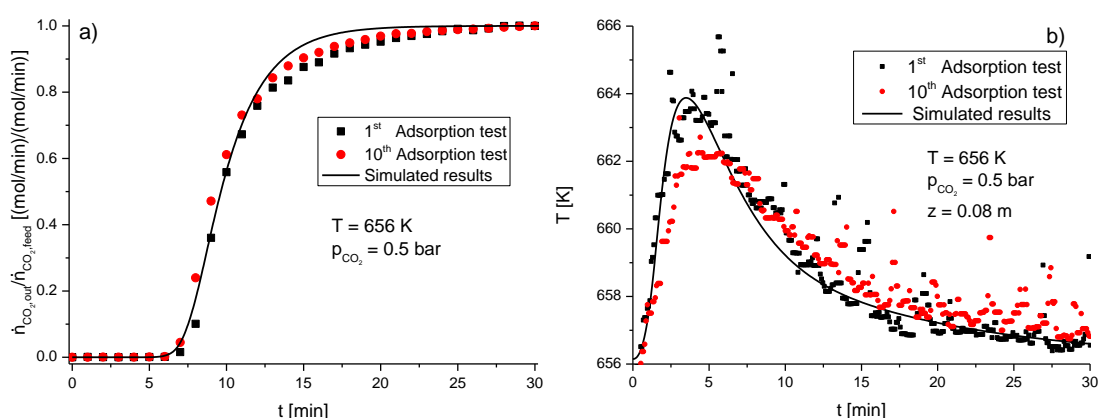 a)
1.0
0.8
0.6
0.4
0.2
0.0
ṅCO₂,out/ṅCO₂,feed [(mol/min)/(mol/min)]
1st Adsorption test
10th Adsorption test
Simulated results
T = 656 K
pCO₂ = 0.5 bar
0 5 10 15 20 25 30
t [min]
b)
666
664
662
660
658
656
T [K]
1st Adsorption test
10th Adsorption test
Simulated results
T = 656 K
pCO₂ = 0.5 bar
z = 0.08 m
0 5 10 15 20 25 30
t [min]